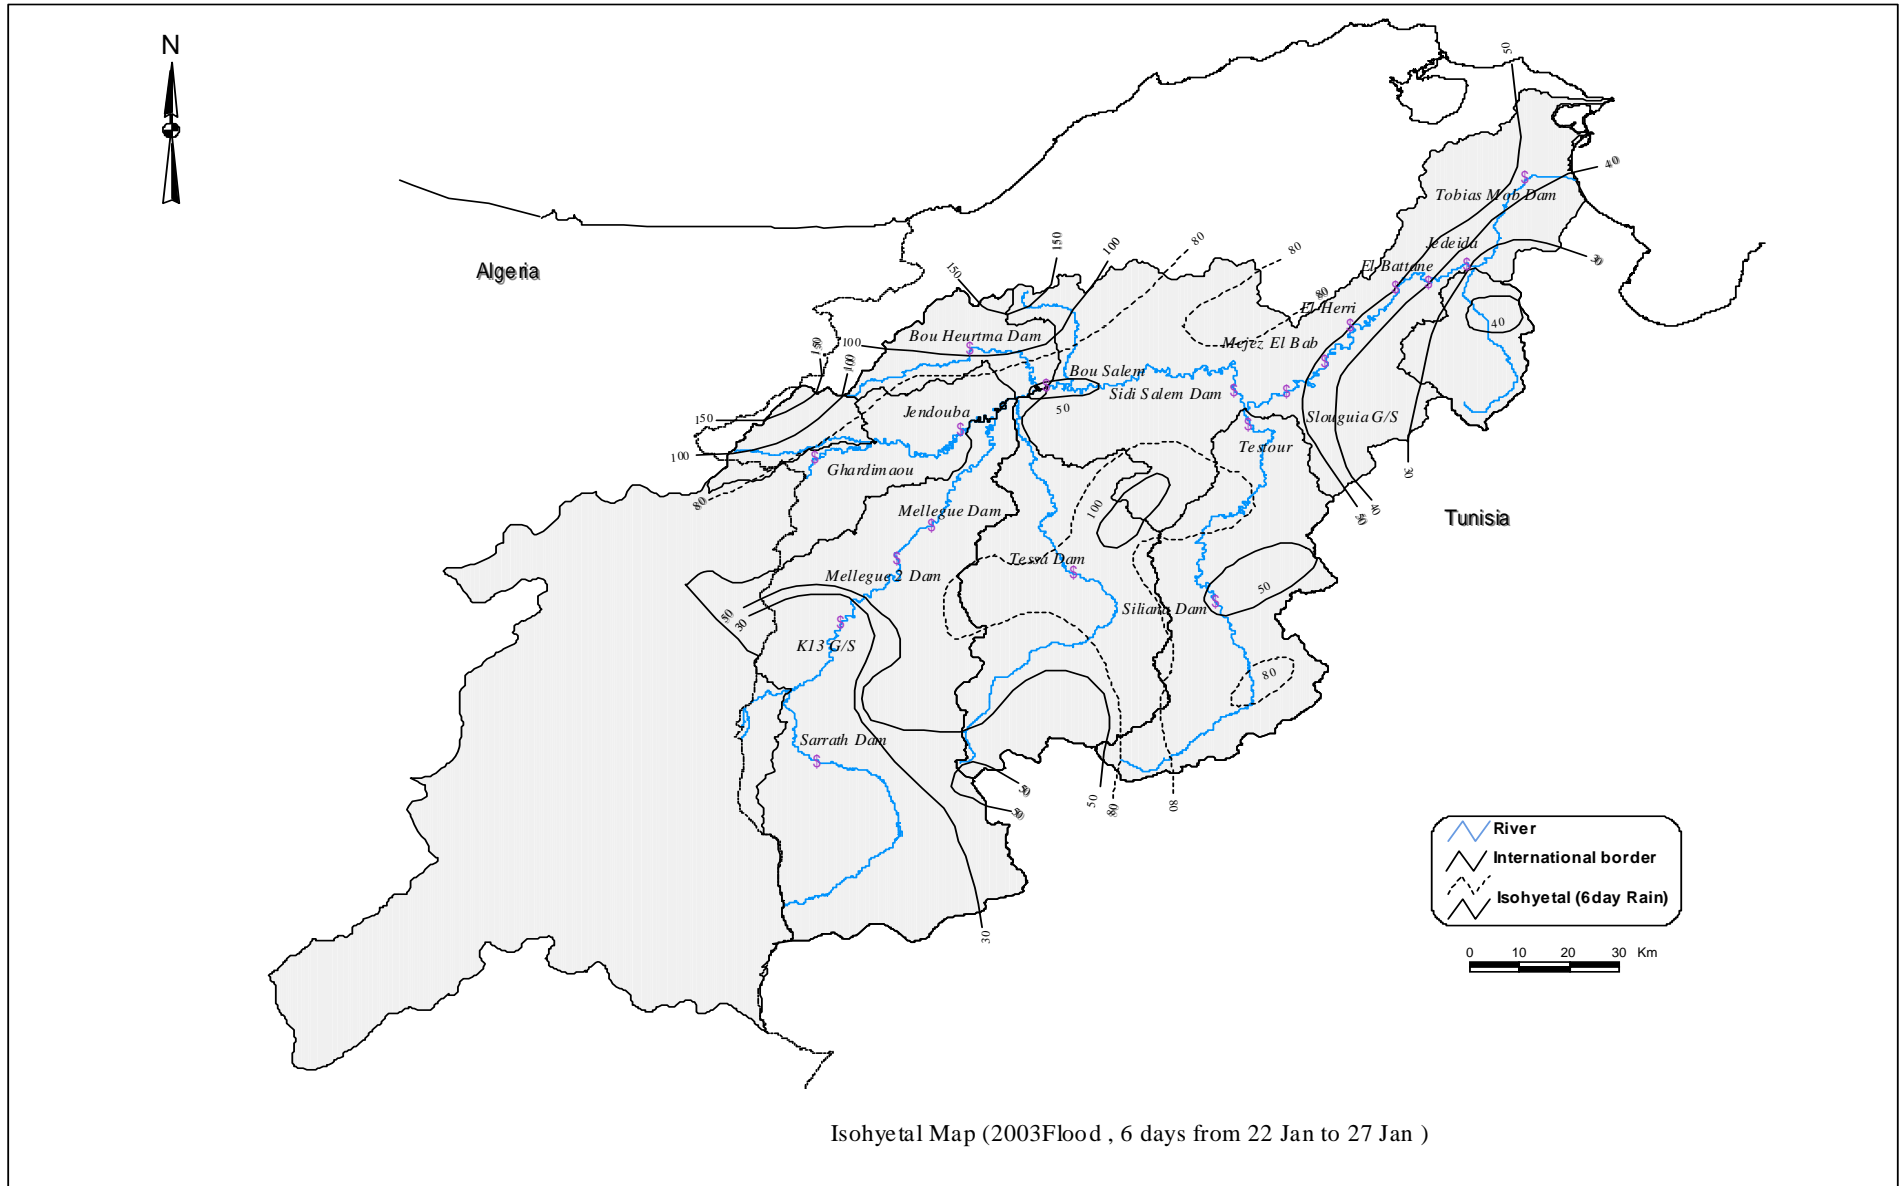 N
50
40
Tobias Mob Dam
150
100
80
80
Jedeida
30
Algeria
El Battane
150
80
El Herri
40
Bou Heurtma Dam
100
150
100
Mejez El Bab
Bou Salem
50
Sidi Salem Dam
Jendouba
150
Slouguia G/S
100
Ghardimaou
Testour
30
80
Mellegue Dam
100
40
50
Tunisia
Tessa Dam
Mellegue 2 Dam
50
50
30
Siliana Dam
K13 G/S
80
Sarrath Dam
50
50
50
80
80
30
River
International border
Isohyetal (6day Rain)
0 10 20 30 Km
Isohyetal Map (2003Flood , 6 days from 22 Jan to 27 Jan )